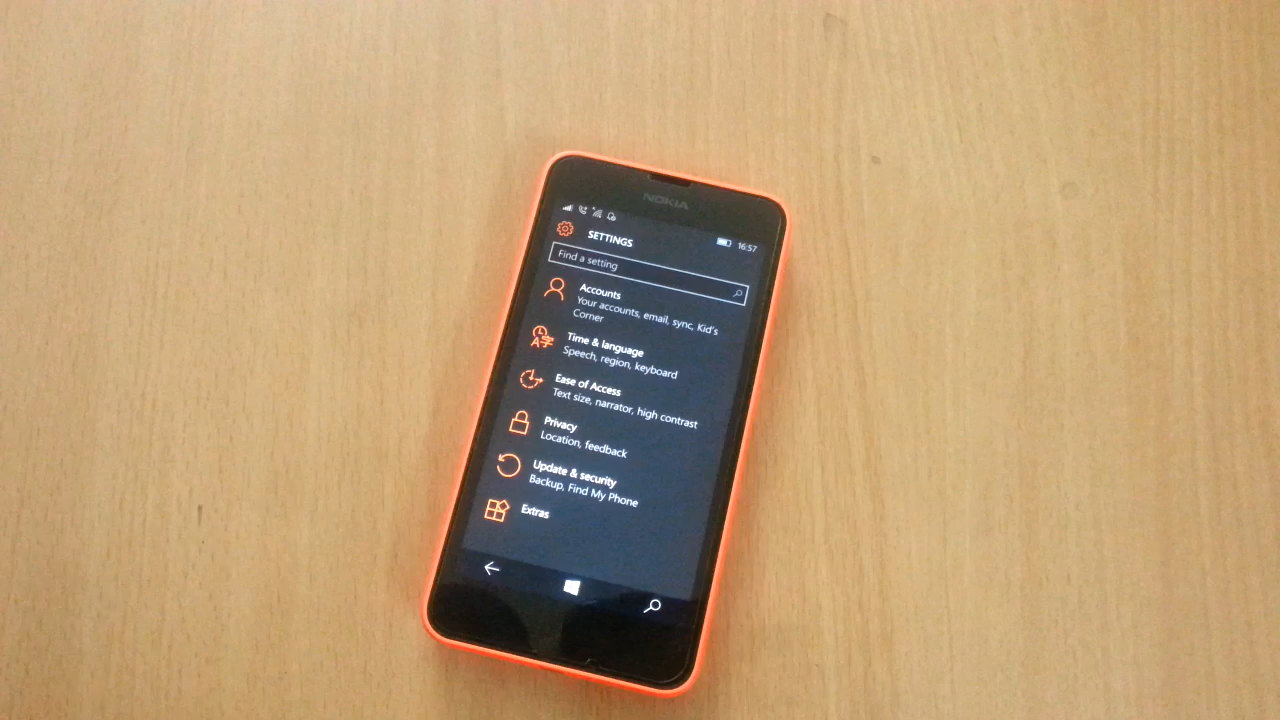 NOKIA
16:57
SETTINGS
Find a setting
Accounts
Your accounts, email, sync, Kid's
Corner
Time & language
Speech, region, keyboard
Ease of Access
Text size, narrator, high contrast
Privacy
Location, feedback
Update & security
Backup, Find My Phone
Extras